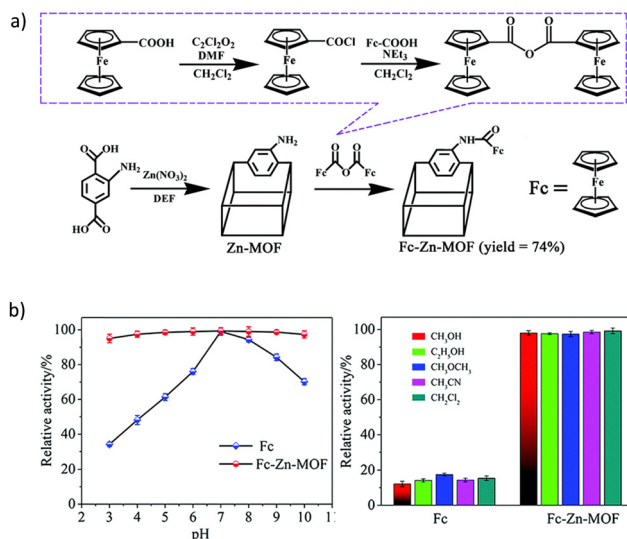 a)
COOH
Fe
C₂Cl₂O₂
DMF
CH₂Cl₂
COCl
Fe
Fc-COOH
NEt₃
CH₂Cl₂
O O
O
Fe Fe
OH
O
NH₂
O
HO
Zn(NO₃)₂
DEF
NH₂
Zn-MOF
O O
Fc O Fc
NH O
Fc
Fc-Zn-MOF (yield = 74%)
Fc =
Fe
b)
Relative activity/%
100
80
60
40
20
0
Fc
Fc-Zn-MOF
2 3 4 5 6 7 8 9 10 11
pH
Relative activity/%
100
80
60
40
20
0
CH₃OH
C₂H₅OH
CH₃OCH₃
CH₃CN
CH₂Cl₂
Fc Fc-Zn-MOF